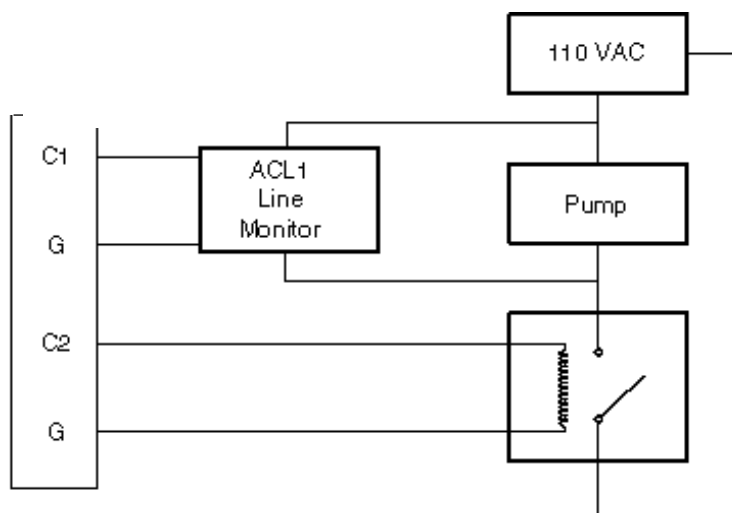 110 VAC
C1
ACL1
Line
Monitor
G
Pump
C2
G